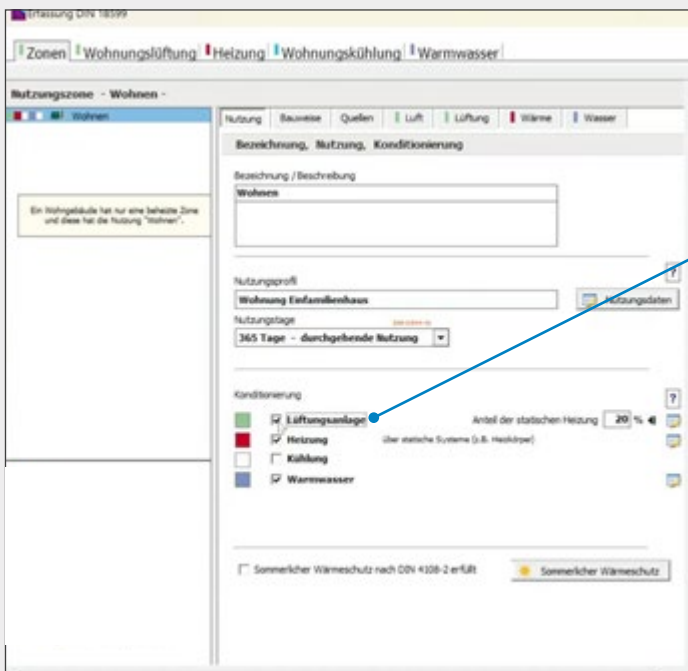 Erfassung DIN 18599
Zonen Wohnungslüftung Heizung Wohnungskühlung Warmwasser
Nutzungszone - Wohnen -
Wohnen
Ein Wohngebäude hat nur eine beheizte Zone
und diese hat die Nutzung "Wohnen".
Nutzung Bauweise Quellen Luft Lüftung Wärme Wasser
Bezeichnung, Nutzung, Konditionierung
Bezeichnung / Beschreibung
Wohnen
?
Nutzungsprofil
Wohnung Einfamilienhaus Nutzungsdaten
Nutzungstage
365 Tage - durchgehende Nutzung
Konditionierung
?
Lüftungsanlage Anteil der statischen Heizung 20 %
Heizung über statische Systeme (z.B. Heizkörper)
Kühlung
Warmwasser
Sommerlicher Wärmeschutz nach DIN 4108-2 erfüllt Sommerlicher Wärmeschutz